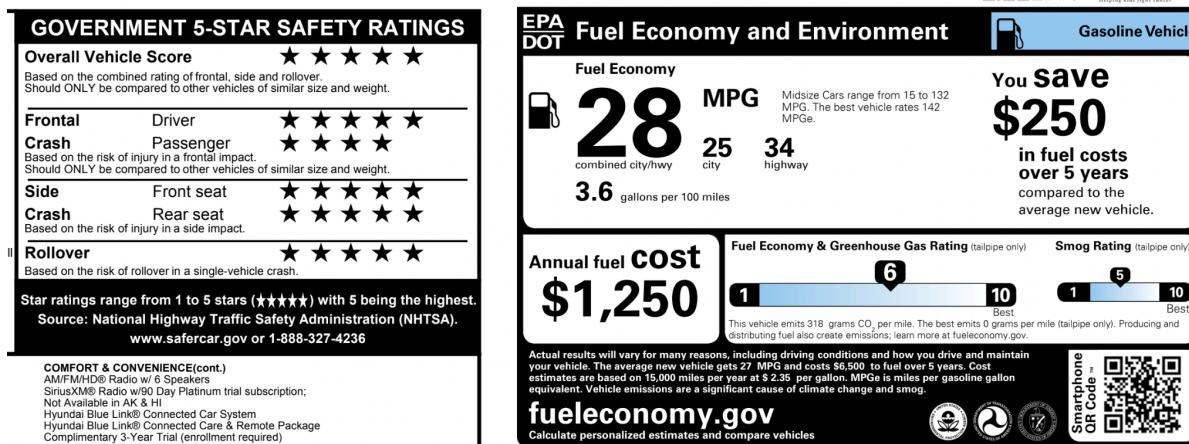 GOVERNMENT 5-STAR SAFETY RATINGS
Overall Vehicle Score ★ ★ ★ ★ ★
Based on the combined rating of frontal, side and rollover.
Should ONLY be compared to other vehicles of similar size and weight.
Frontal Driver ★ ★ ★ ★ ★
Crash Passenger ★ ★ ★ ★
Based on the risk of injury in a frontal impact.
Should ONLY be compared to other vehicles of similar size and weight.
Side Front seat ★ ★ ★ ★ ★
Crash Rear seat ★ ★ ★ ★ ★
Based on the risk of injury in a side impact.
Rollover ★ ★ ★ ★ ★
Based on the risk of rollover in a single-vehicle crash.
Star ratings range from 1 to 5 stars (★★★★★) with 5 being the highest.
Source: National Highway Traffic Safety Administration (NHTSA).
www.safercar.gov or 1-888-327-4236
COMFORT & CONVENIENCE(cont.)
AM/FM/HD® Radio w/ 6 Speakers
SiriusXM® Radio w/90 Day Platinum trial subscription;
Not Available in AK & HI
Hyundai Blue Link® Connected Car System
Hyundai Blue Link® Connected Care & Remote Package
Complimentary 3-Year Trial (enrollment required)
EPA
DOT
Fuel Economy and Environment
Gasoline Vehicl
Fuel Economy
28
MPG
combined city/hwy
25
city
34
highway
3.6 gallons per 100 miles
Midsize Cars range from 15 to 132
MPG. The best vehicle rates 142
MPGe.
You save
$250
in fuel costs
over 5 years
compared to the
average new vehicle.
Annual fuel cost
$1,250
Fuel Economy & Greenhouse Gas Rating (tailpipe only)
6
1
10
Best
Smog Rating (tailpipe only)
5
1
10
Best
This vehicle emits 318 grams CO2 per mile. The best emits 0 grams per mile (tailpipe only). Producing and
distributing fuel also create emissions; learn more at fueleconomy.gov.
Actual results will vary for many reasons, including driving conditions and how you drive and maintain
your vehicle. The average new vehicle gets 27 MPG and costs $6,500 to fuel over 5 years. Cost
estimates are based on 15,000 miles per year at $ 2.35 per gallon. MPGe is miles per gasoline gallon
equivalent. Vehicle emissions are a significant cause of climate change and smog.
fueleconomy.gov
Calculate personalized estimates and compare vehicles
Smartphone
QR Code ™